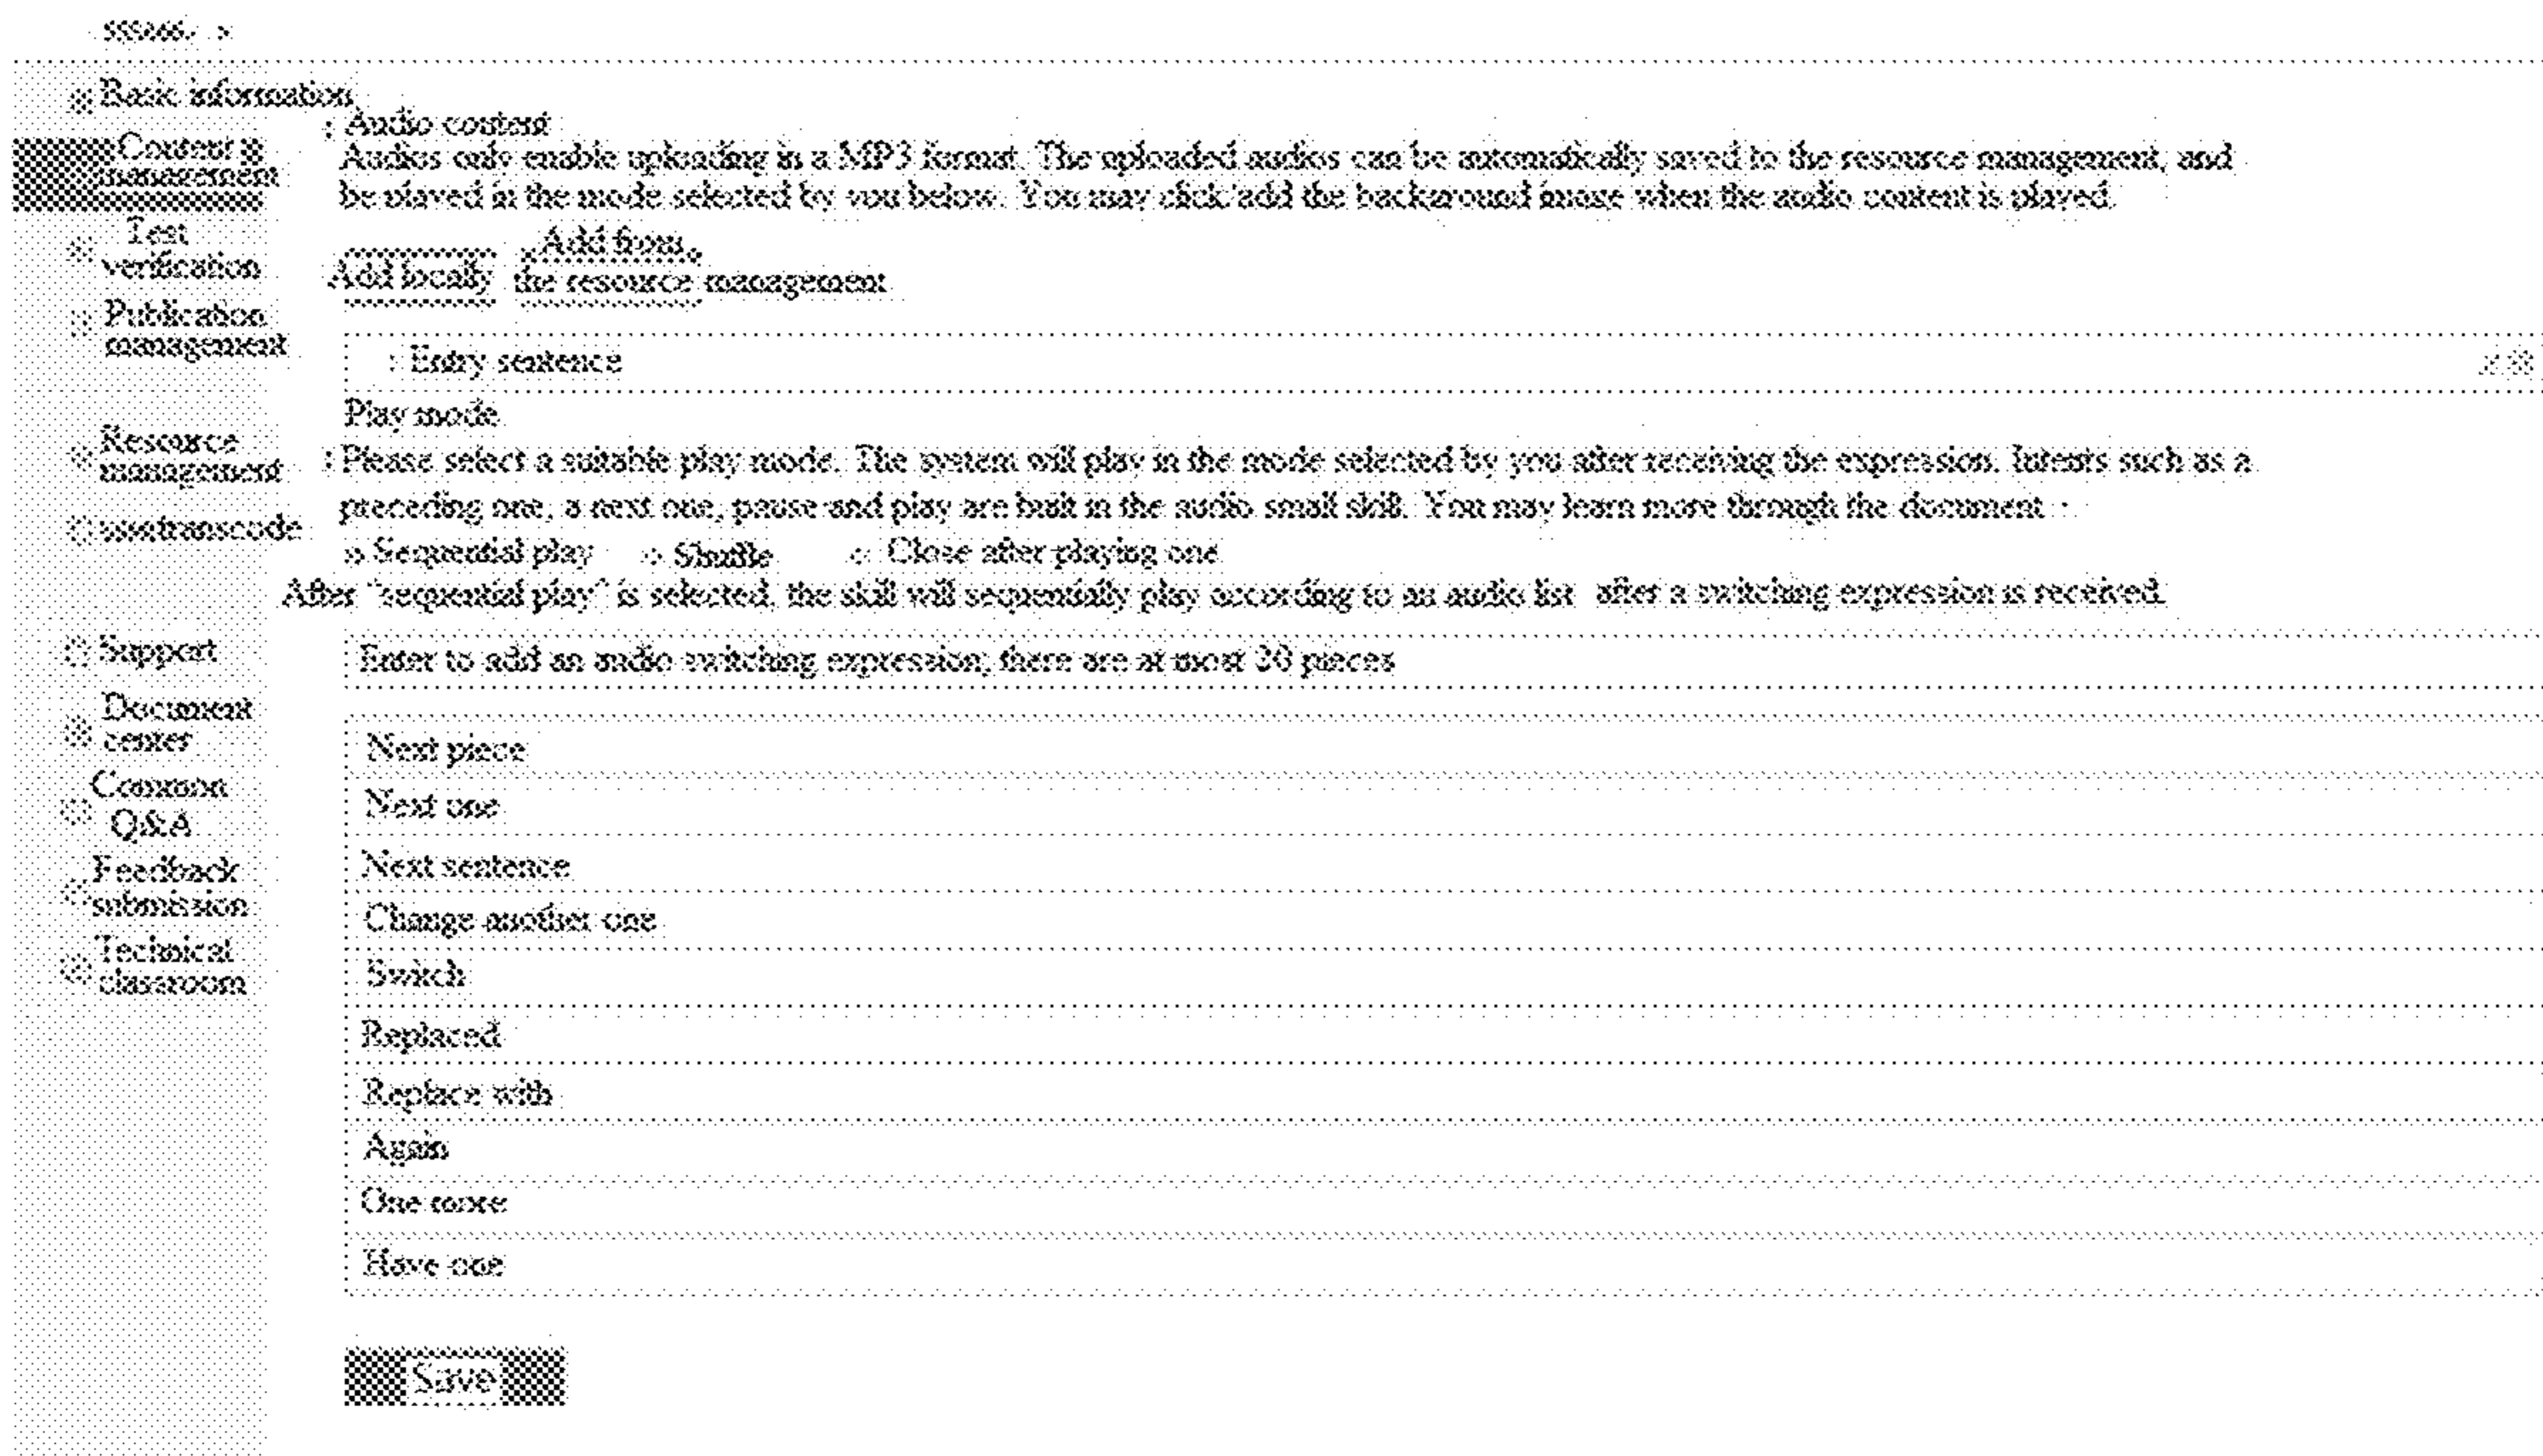 Basic information
Content
management
Test
verification
Publication
management
Resource
management
Support
Document
center
Common
Q&A
Feedback
submission
Technical
classroom
: Audio content
Audios only enable uploading in a MP3 format. The uploaded audios can be automatically saved to the resource management, and
be played in the mode selected by you below. You may click/add the background image when the audio content is played.
Add locally
Add from
the resource management
: Entry sentence
Play mode
: Please select a suitable play mode. The system will play in the mode selected by you after receiving the expression. Intents such as a
preceding one, a next one, pause and play are built in the audio small skill. You may learn more through the document
Sequential play Shuffle Close after playing one
After "sequential play" is selected, the skill will sequentially play according to an audio list after a switching expression is received.
Enter to add an audio switching expression; there are at most 20 pieces
Next piece
Next one
Next sentence
Change another one
Switch
Replaced
Replace with
Again
One more
Have one
Save